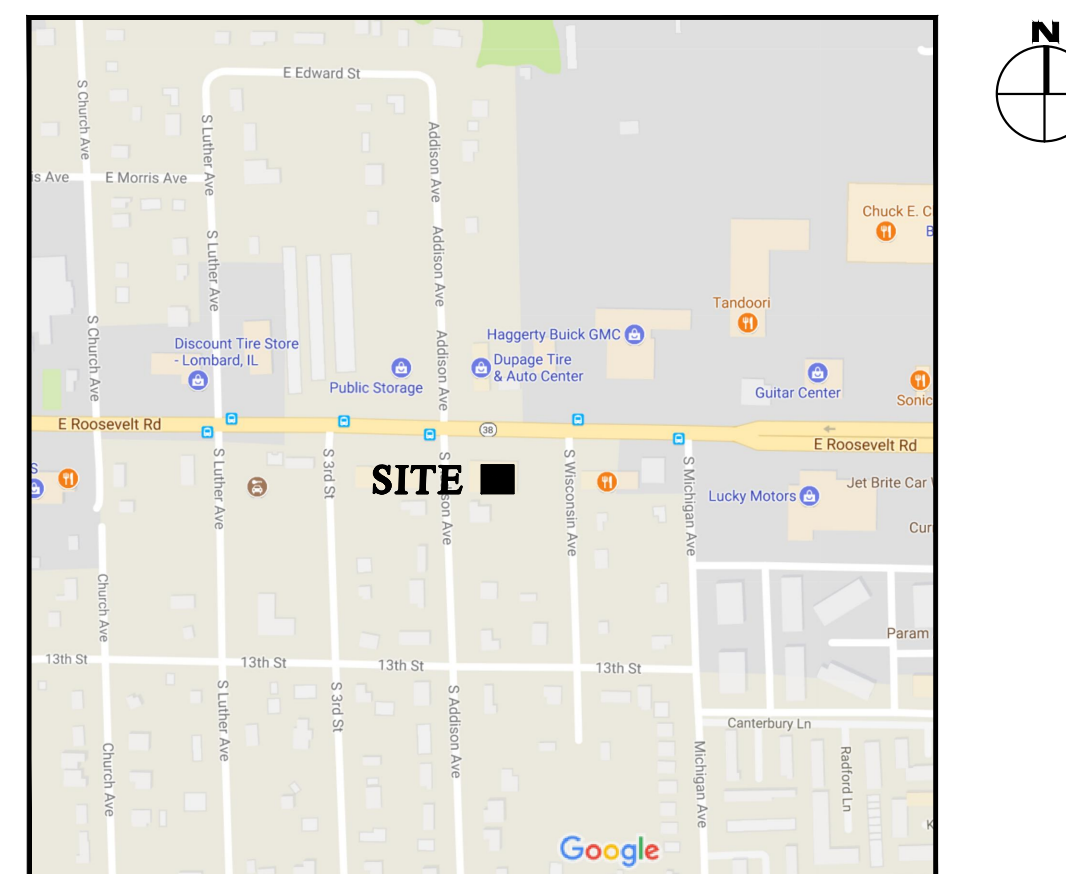 N
E Edward St
S Church Ave
S Luther Ave
Addison Ave
is Ave
E Morris Ave
Chuck E. C
B
S Luther Ave
Addison Ave
Tandoori
S Church Ave
Discount Tire Store
- Lombard, IL
Public Storage
Addison Ave
Haggerty Buick GMC
Dupage Tire
& Auto Center
Guitar Center
Sonic
E Roosevelt Rd
38
E Roosevelt Rd
S
S Luther Ave
S 3rd St
SITE
S
son Ave
S Wisconsin Ave
S Michigan Ave
Lucky Motors
Jet Brite Car W
Curr
Church Ave
Param
13th St
13th St
13th St
13th St
S Luther Ave
S 3rd St
S Addison Ave
Canterbury Ln
Church Ave
Michigan Ave
Radford Ln
K
Google